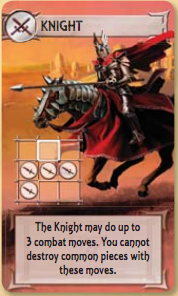 KNIGHT
The Knight may do up to
3 combat moves. You cannot
destroy common pieces with
these moves.